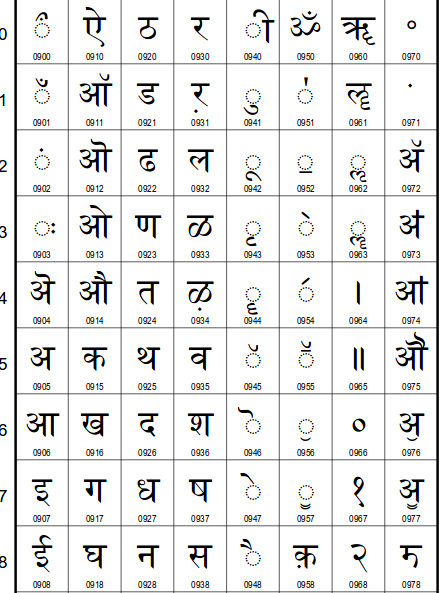 0 ऀ ऐ ठ र ी ॐ ॠ ॰
0900 0910 0920 0930 0940 0950 0960 0970
1 ँ ऑ ड ऱ ु ॑ ॡ ॱ
0901 0911 0921 0931 0941 0951 0961 0971
2 ं ऒ ढ ल ू ॒ ॢ ॲ
0902 0912 0922 0932 0942 0952 0962 0972
3 ः ओ ण ळ ृ ॓ ॣ ॳ
0903 0913 0923 0933 0943 0953 0963 0973
4 ऄ औ त ऴ ॄ ॔ । ॴ
0904 0914 0924 0934 0944 0954 0964 0974
5 अ क थ व ॅ ॕ ॥ ॵ
0905 0915 0925 0935 0945 0955 0965 0975
6 आ ख द श ॆ ॖ ० ॶ
0906 0916 0926 0936 0946 0956 0966 0976
7 इ ग ध ष े ॗ १ ॷ
0907 0917 0927 0937 0947 0957 0967 0977
8 ई घ न स ै क़ २ ॸ
0908 0918 0928 0938 0948 0958 0968 0978